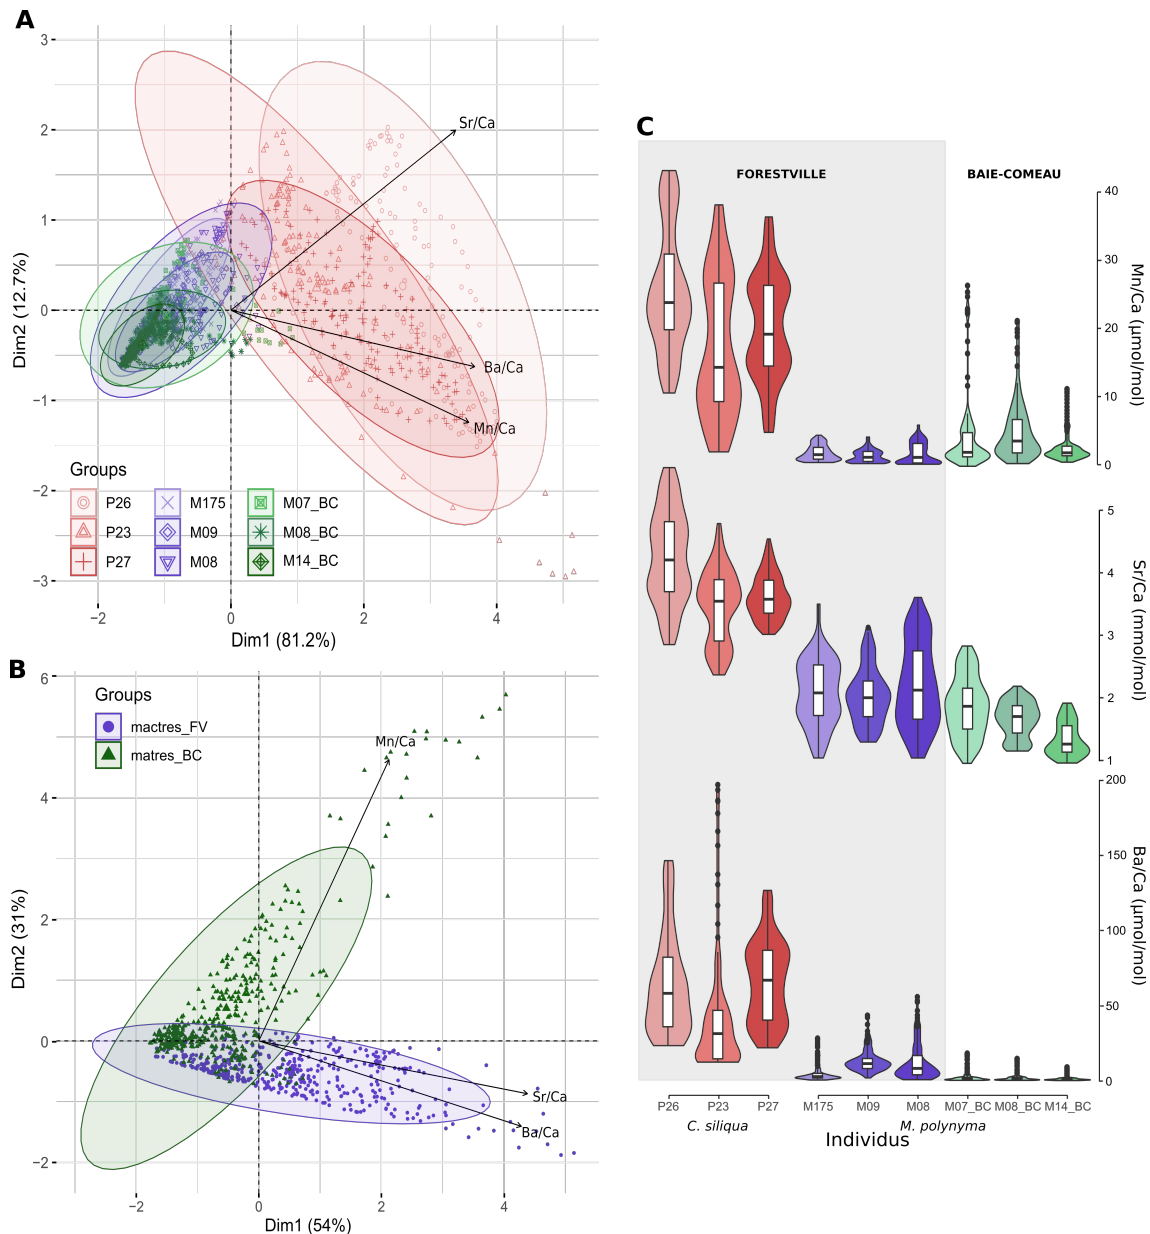 A
3
2
1
0
−1
−2
−3
Dim2 (12.7%)
Sr/Ca
Ba/Ca
Mn/Ca
Groups
P26 M175 M07_BC
P23 M09 M08_BC
P27 M08 M14_BC
−2 0 2 4
Dim1 (81.2%)
B
6
4
2
0
−2
Dim2 (31%)
Groups
mactres_FV
matres_BC
Mn/Ca
Sr/Ca
Ba/Ca
−2 0 2 4
Dim1 (54%)
C
FORESTVILLE BAIE-COMEAU
40
30
20
10
0
Mn/Ca (µmol/mol)
5
4
3
2
1
Sr/Ca (mmol/mol)
200
150
100
50
0
Ba/Ca (µmol/mol)
P26 P23 P27 M175 M09 M08 M07_BC M08_BC M14_BC
C. siliqua M. polynyma
Individus